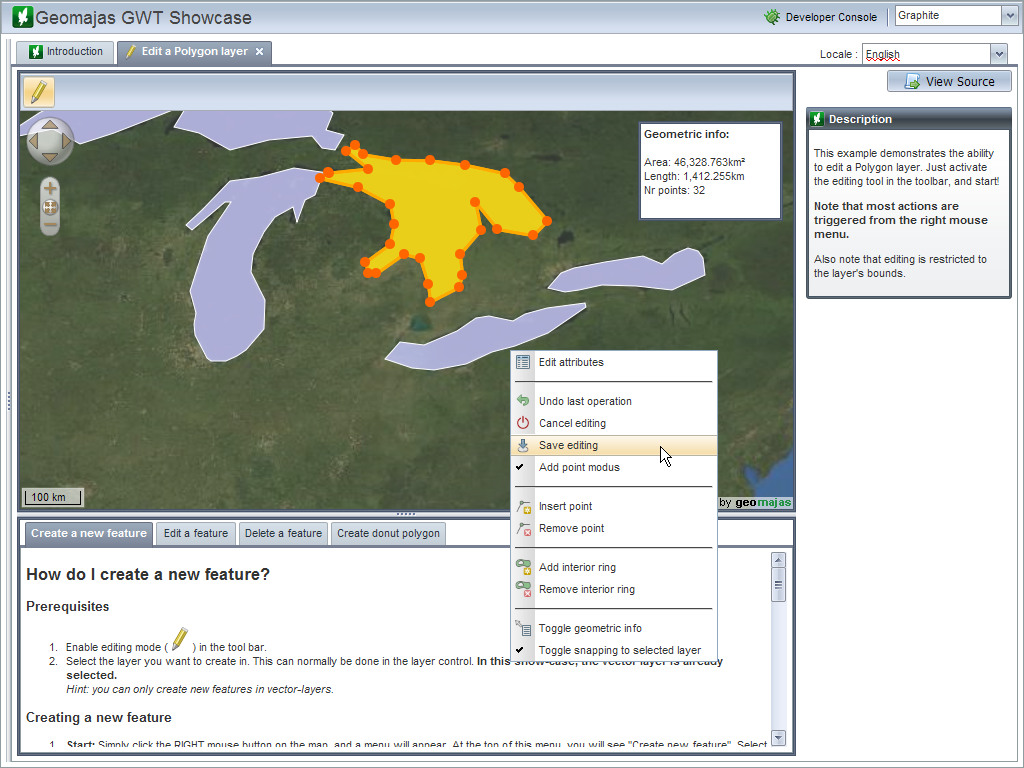 Geomajas GWT Showcase
Developer Console
Graphite
Introduction
Edit a Polygon layer
Locale :
English
View Source
Geometric info:
Area: 46,328.763km²
Length: 1,412.255km
Nr points: 32
Description
This example demonstrates the ability
to edit a Polygon layer. Just activate
the editing tool in the toolbar, and start!
Note that most actions are
triggered from the right mouse
menu.
Also note that editing is restricted to
the layer's bounds.
Edit attributes
Undo last operation
Cancel editing
Save editing
Add point modus
Insert point
Remove point
Add interior ring
Remove interior ring
Toggle geometric info
Toggle snapping to selected layer
100 km
by geomajas
Create a new feature
Edit a feature
Delete a feature
Create donut polygon
How do I create a new feature?
Prerequisites
1. Enable editing mode ( ) in the tool bar.
2. Select the layer you want to create in. This can normally be done in the layer control. In this show-case, the vector layer is already
selected.
Hint: you can only create new features in vector-layers.
Creating a new feature
1. Start: Simply click the RIGHT mouse button on the map, and a menu will appear. At the top of this menu, you will see "Create new feature". Select